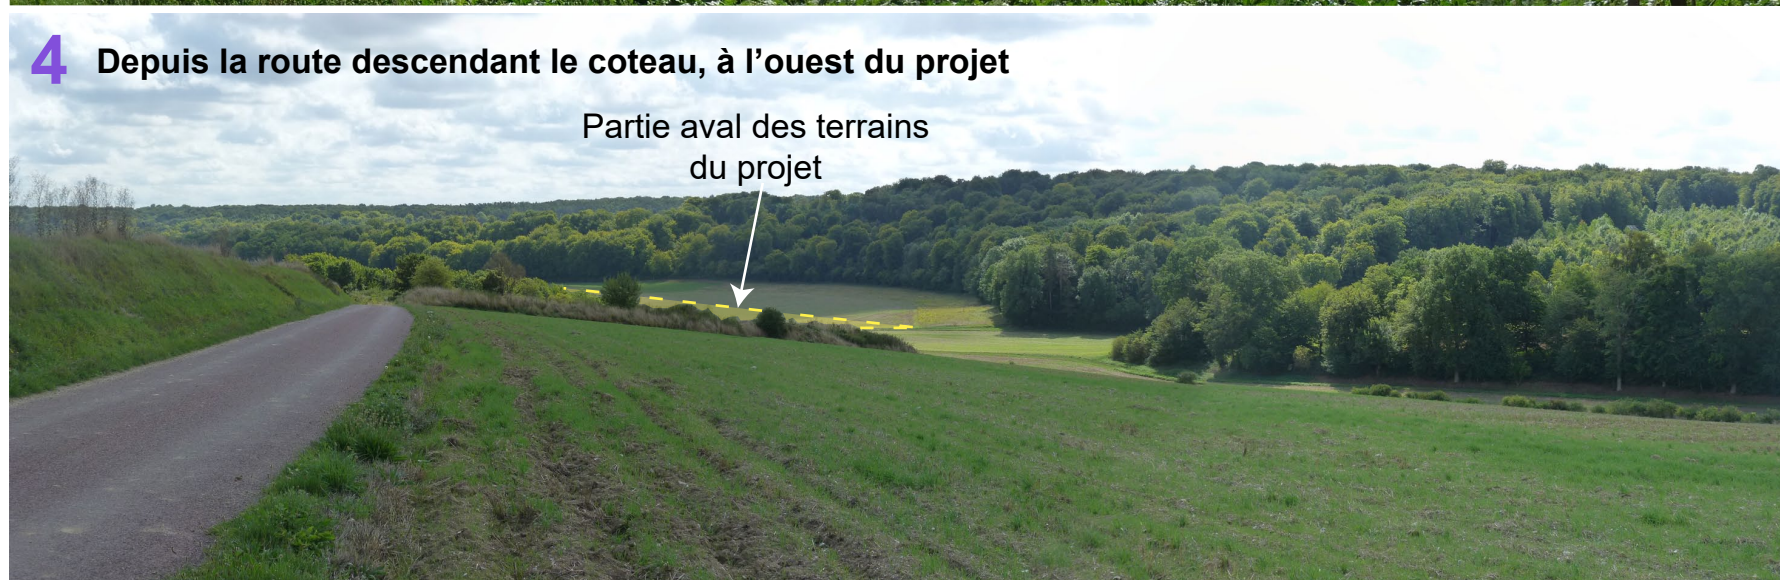 4 Depuis la route descendant le coteau, à l’ouest du projet
Partie aval des terrains
du projet